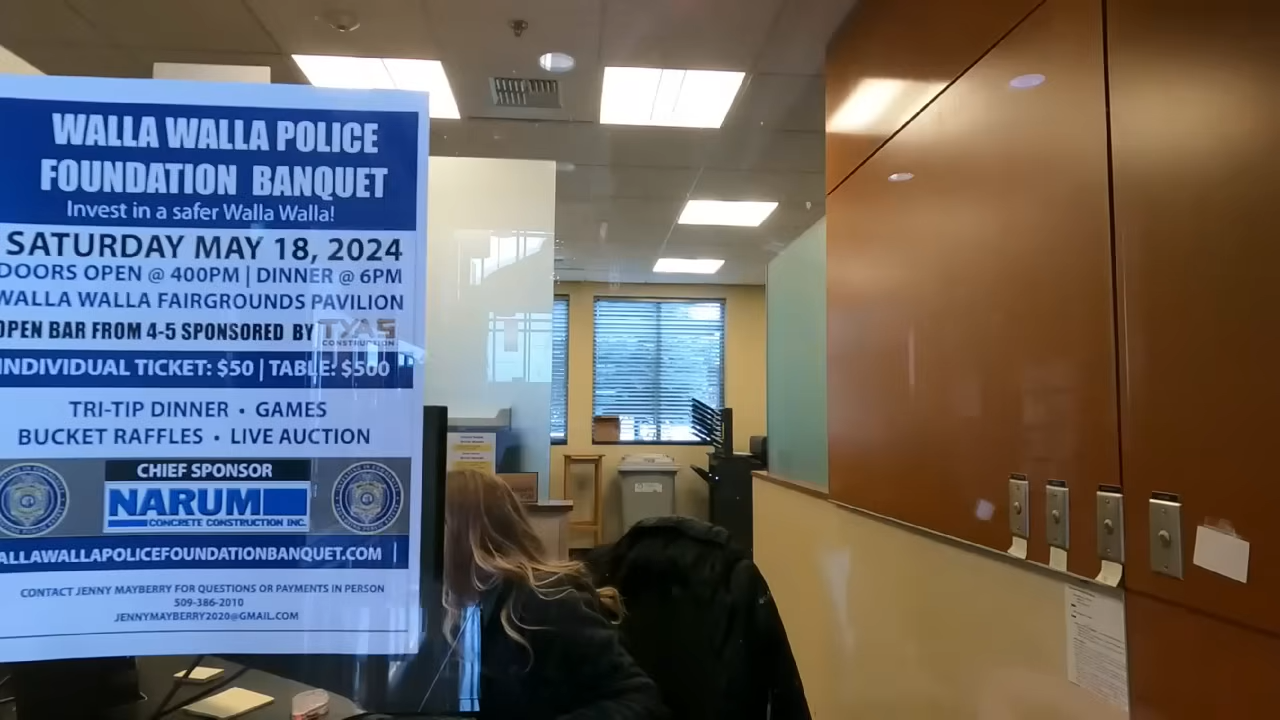 WALLA WALLA POLICE
FOUNDATION BANQUET
Invest in a safer Walla Walla!
SATURDAY MAY 18, 2024
DOORS OPEN @ 400PM | DINNER @ 6PM
WALLA WALLA FAIRGROUNDS PAVILION
OPEN BAR FROM 4-5 SPONSORED BY TYAS
CONSTRUCTION
INDIVIDUAL TICKET: $50 | TABLE: $500
TRI-TIP DINNER • GAMES
BUCKET RAFFLES • LIVE AUCTION
CHIEF SPONSOR
NARUM
CONCRETE CONSTRUCTION INC.
ALLAWALLAPOLICEFOUNDATIONBANQUET.COM
CONTACT JENNY MAYBERRY FOR QUESTIONS OR PAYMENTS IN PERSON
509-386-2010
JENNYMAYBERRY2020@GMAIL.COM